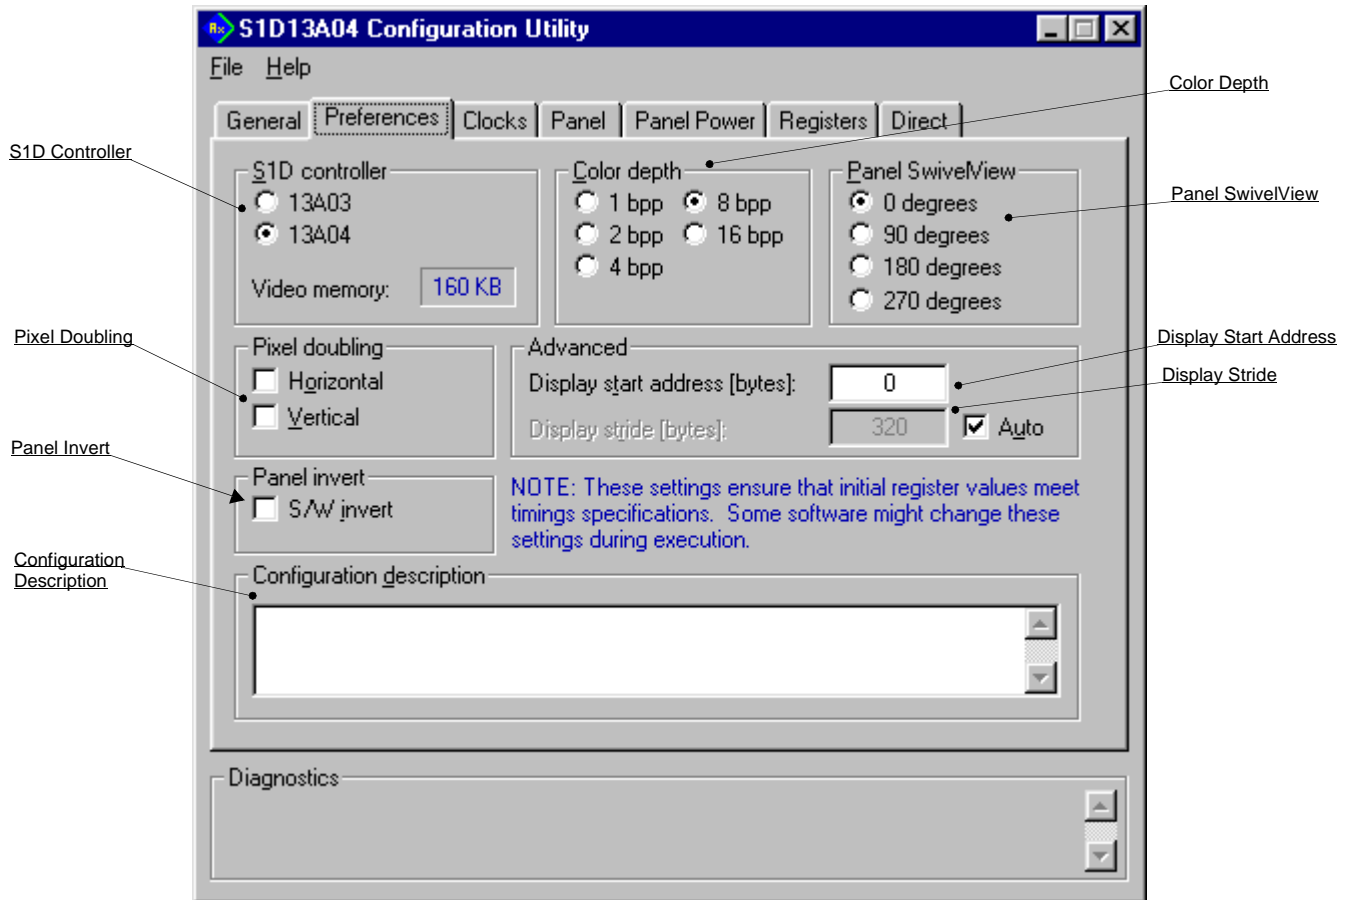 S1D13A04 Configuration Utility
File Help
General Preferences Clocks Panel Panel Power Registers Direct
Color Depth
S1D Controller
S1D controller
13A03
13A04
Video memory: 160 KB
Color depth
1 bpp 8 bpp
2 bpp 16 bpp
4 bpp
Panel SwivelView
0 degrees
90 degrees
180 degrees
270 degrees
Panel SwivelView
Pixel Doubling
Pixel doubling
Horizontal
Vertical
Advanced
Display start address [bytes]: 0
Display stride [bytes]: 320 Auto
Display Start Address
Display Stride
Panel Invert
Panel invert
S/W invert
NOTE: These settings ensure that initial register values meet
timings specifications. Some software might change these
settings during execution.
Configuration
Description
Configuration description
Diagnostics